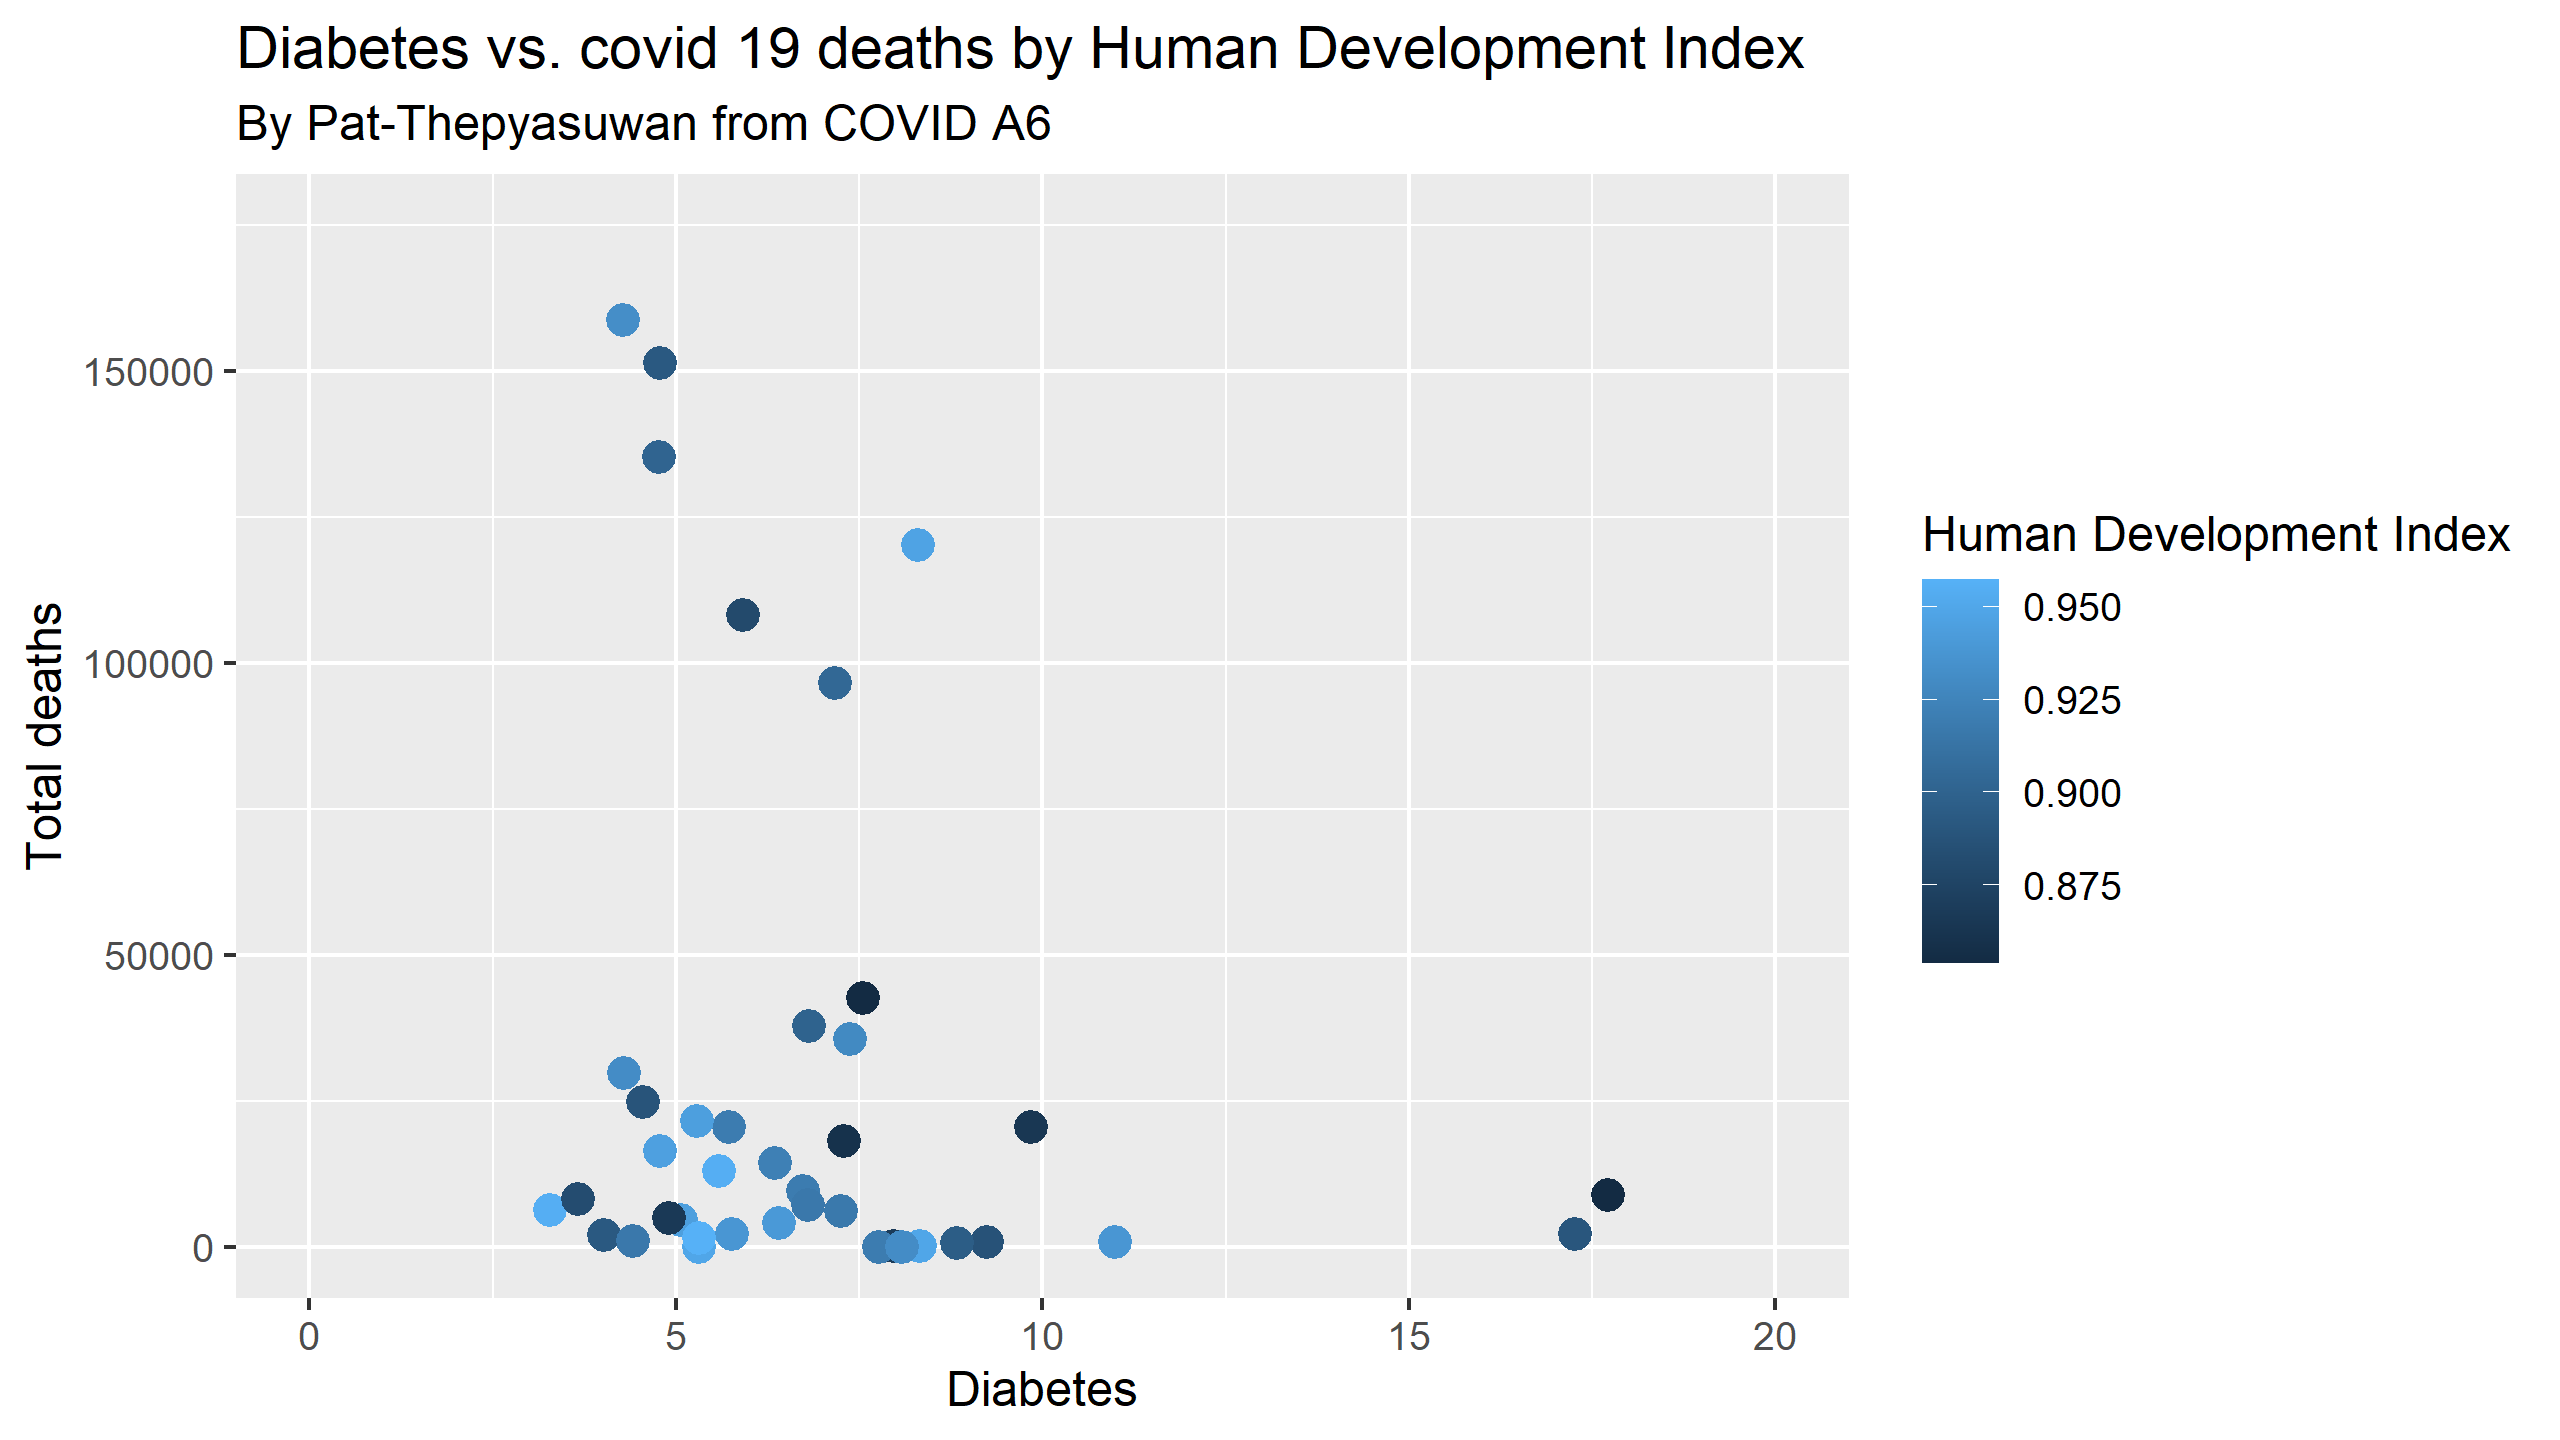 Diabetes vs. covid 19 deaths by Human Development Index
By Pat-Thepyasuwan from COVID A6
Total deaths
150000
100000
50000
0
0
5
10
15
20
Diabetes
Human Development Index
0.950
0.925
0.900
0.875